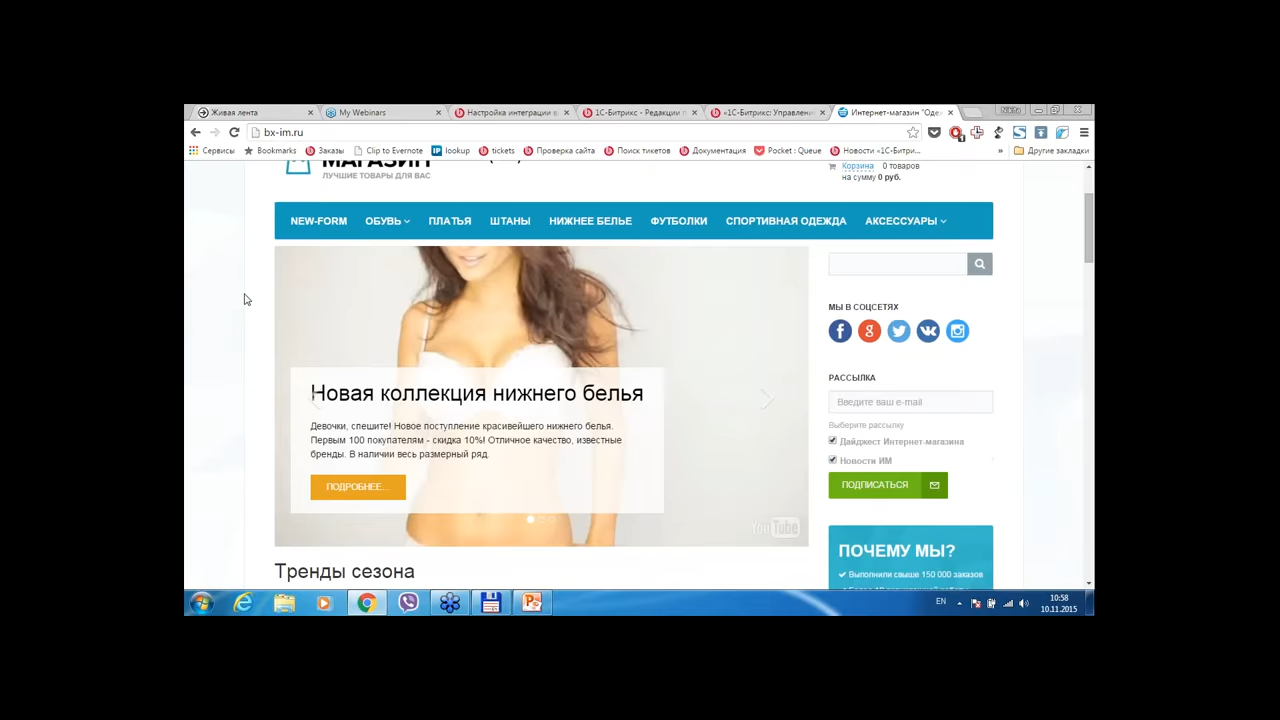 Живая лента
My Webinars
Настройка интеграции в
1С-Битрикс - Редакции п
«1С-Битрикс: Управлени
Интернет-магазин "Оде
Nikita
bx-im.ru
Сервисы
Bookmarks
Заказы
Clip to Evernote
IP lookup
tickets
Проверка сайта
Поиск тикетов
Документация
Pocket : Queue
Новости «1С-Битри...
»
Другие закладки
МАГАЗИН
ЛУЧШИЕ ТОВАРЫ ДЛЯ ВАС
Корзина 0 товаров
на сумму 0 руб.
NEW-FORM ОБУВЬ ПЛАТЬЯ ШТАНЫ НИЖНЕЕ БЕЛЬЕ ФУТБОЛКИ СПОРТИВНАЯ ОДЕЖДА АКСЕССУАРЫ
Новая коллекция нижнего белья
Девочки, спешите! Новое поступление красивейшего нижнего белья.
Первым 100 покупателям - скидка 10%! Отличное качество, известные
бренды. В наличии весь размерный ряд.
ПОДРОБНЕЕ...
YouTube
Тренды сезона
МЫ В СОЦСЕТЯХ
РАССЫЛКА
Введите ваш e-mail
Выберите рассылку
Дайджест Интернет-магазина
Новости ИМ
ПОДПИСАТЬСЯ
ПОЧЕМУ МЫ?
Выполнили свыше 150 000 заказов
EN
10:58
10.11.2015